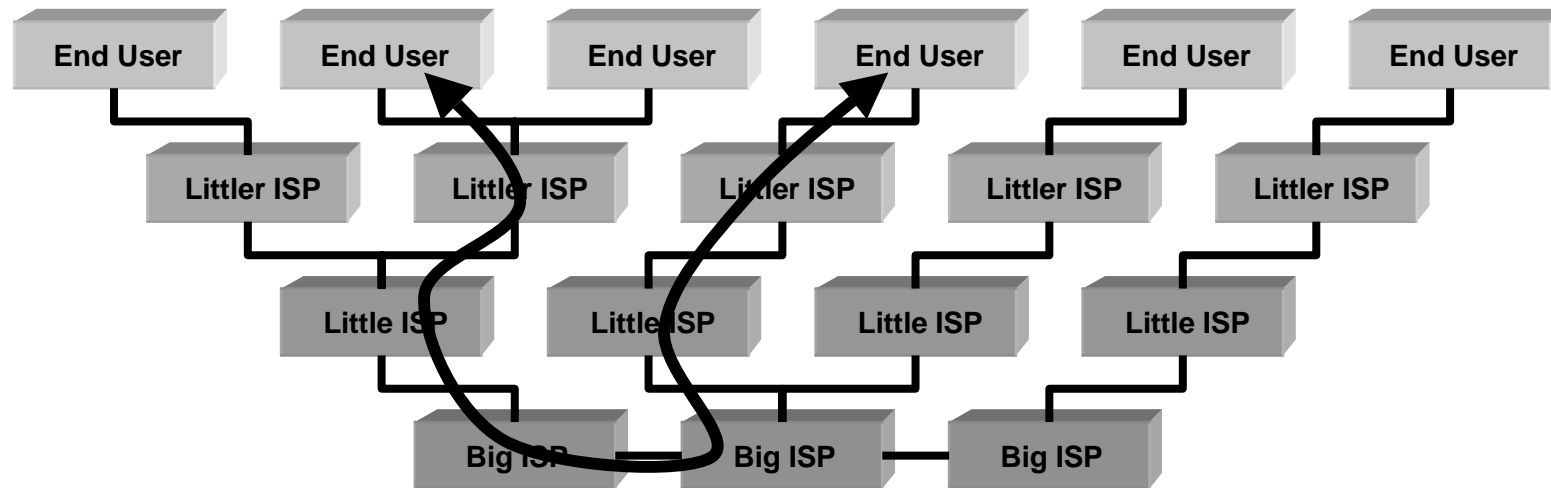 End User End User End User End User End User End User
Littler ISP Littler ISP Littler ISP Littler ISP Littler ISP
Little ISP Little ISP Little ISP Little ISP
Big ISP Big ISP Big ISP